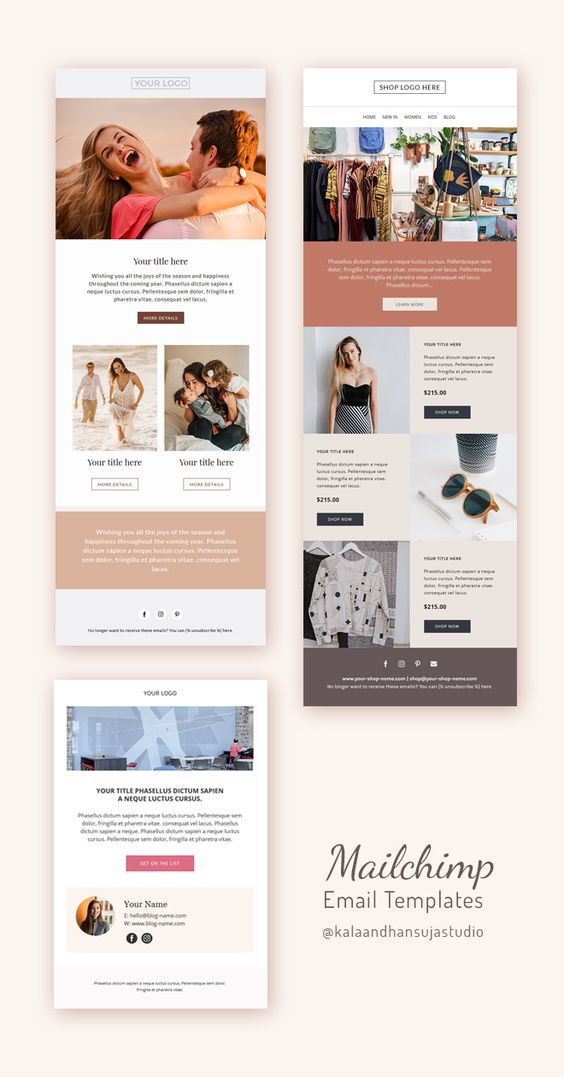 YOUR LOGO
Your title here
Wishing you all the joys of the season and happiness
throughout the coming year. Phasellus dictum sapien a
neque luctus cursus. Pellentesque sem dolor, fringilla et
pharetra vitae. consequat vel lacus.
MORE DETAILS
Your title here
MORE DETAILS
Your title here
MORE DETAILS
Wishing you all the joys of the season and
happiness throughout the coming year. Phasellus
dictum sapien a neque luctus cursus. Pellentesque
sem dolor, fringilla et pharetra vitae. consequat vel
lacus.
No longer want to receive these emails? You can {% unsubscribe %} here.
SHOP LOGO HERE
HOME NEW IN WOMEN KIDS BLOG
Phasellus dictum sapien a neque luctus cursus. Pellentesque sem
dolor, fringilla et pharetra vitae. consequat vel lacus. Phasellus
dictum sapien a neque luctus cursus. Pellentesque sem dolor,
fringilla et pharetra vitae. consequat vel lacus.
Phasellus dictum...
LEARN MORE
YOUR TITLE HERE
Phasellus dictum sapien a neque
luctus cursus. Pellentesque sem
dolor, fringilla et pharetra vitae.
consequat vel lacus.
$215.00
SHOP NOW
YOUR TITLE HERE
Phasellus dictum sapien a neque
luctus cursus. Pellentesque sem
dolor, fringilla et pharetra vitae.
consequat vel lacus.
$215.00
SHOP NOW
YOUR TITLE HERE
Phasellus dictum sapien a neque
luctus cursus. Pellentesque sem
dolor, fringilla et pharetra vitae.
consequat vel lacus.
$215.00
SHOP NOW
www.your-shop-name.com | shop@your-shop-name.com
No longer want to receive these emails? You can {% unsubscribe %} here.
YOUR LOGO
YOUR TITLE PHASELLUS DICTUM SAPIEN
A NEQUE LUCTUS CURSUS.
Phasellus dictum sapien a neque luctus cursus. Pellentesque sem
dolor, fringilla et pharetra vitae. consequat vel lacus. Phasellus
dictum sapien a neque. Phasellus dictum sapien a neque luctus
cursus. Pellentesque sem dolor, fringilla et pharetra vitae.
GET ON THE LIST
Your Name
E: hello@blog-name.com
W: www.blog-name.com
Phasellus dictum sapien a neque luctus cursus. Pellentesque sem dolor,
fringilla et pharetra vitae.
Mailchimp
Email Templates
@kalaandhansujastudio